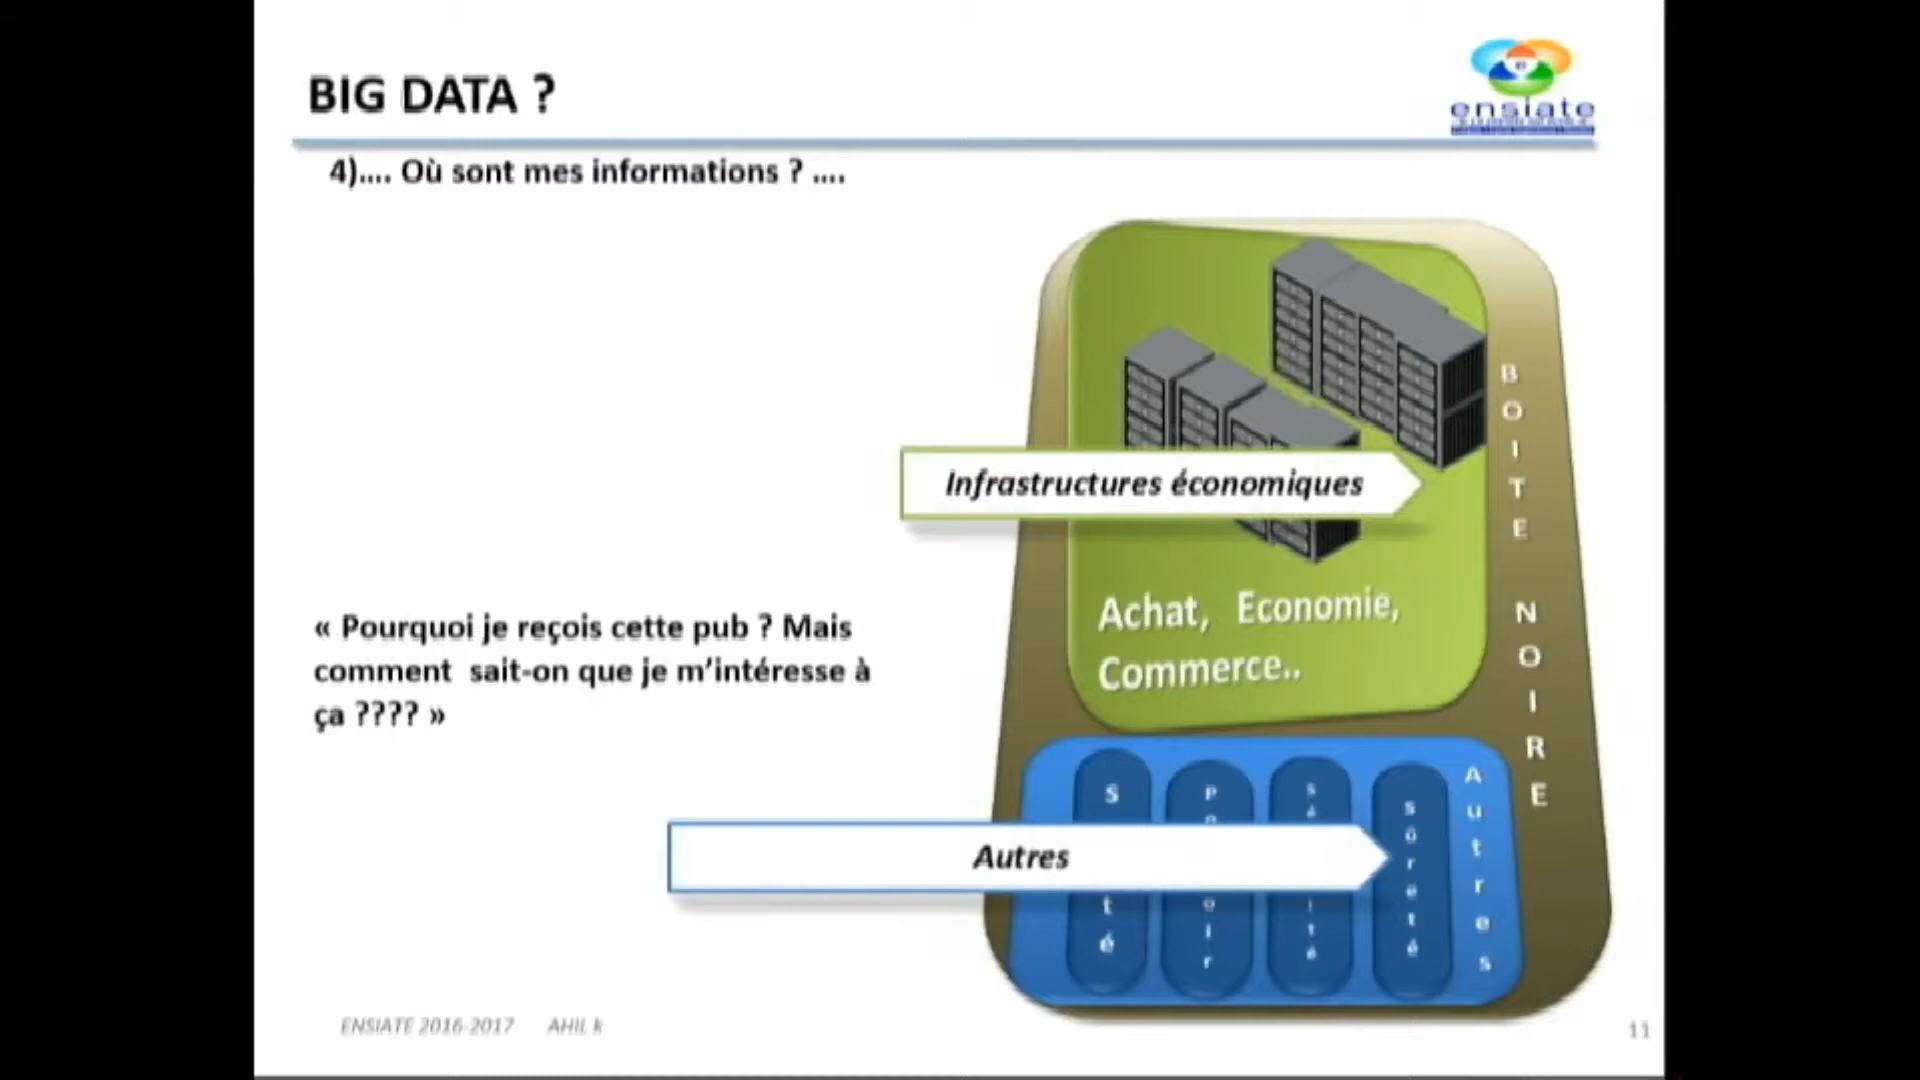 BIG DATA ?
ensiate
4).... Où sont mes informations ? ....
BOITE NOIRE
Infrastructures économiques
Achat, Economie,
Commerce..
« Pourquoi je reçois cette pub ? Mais
comment sait-on que je m’intéresse à
ça ???? »
Autres
sûreté
Autres
ENSIATE 2016-2017 AHIL k
11